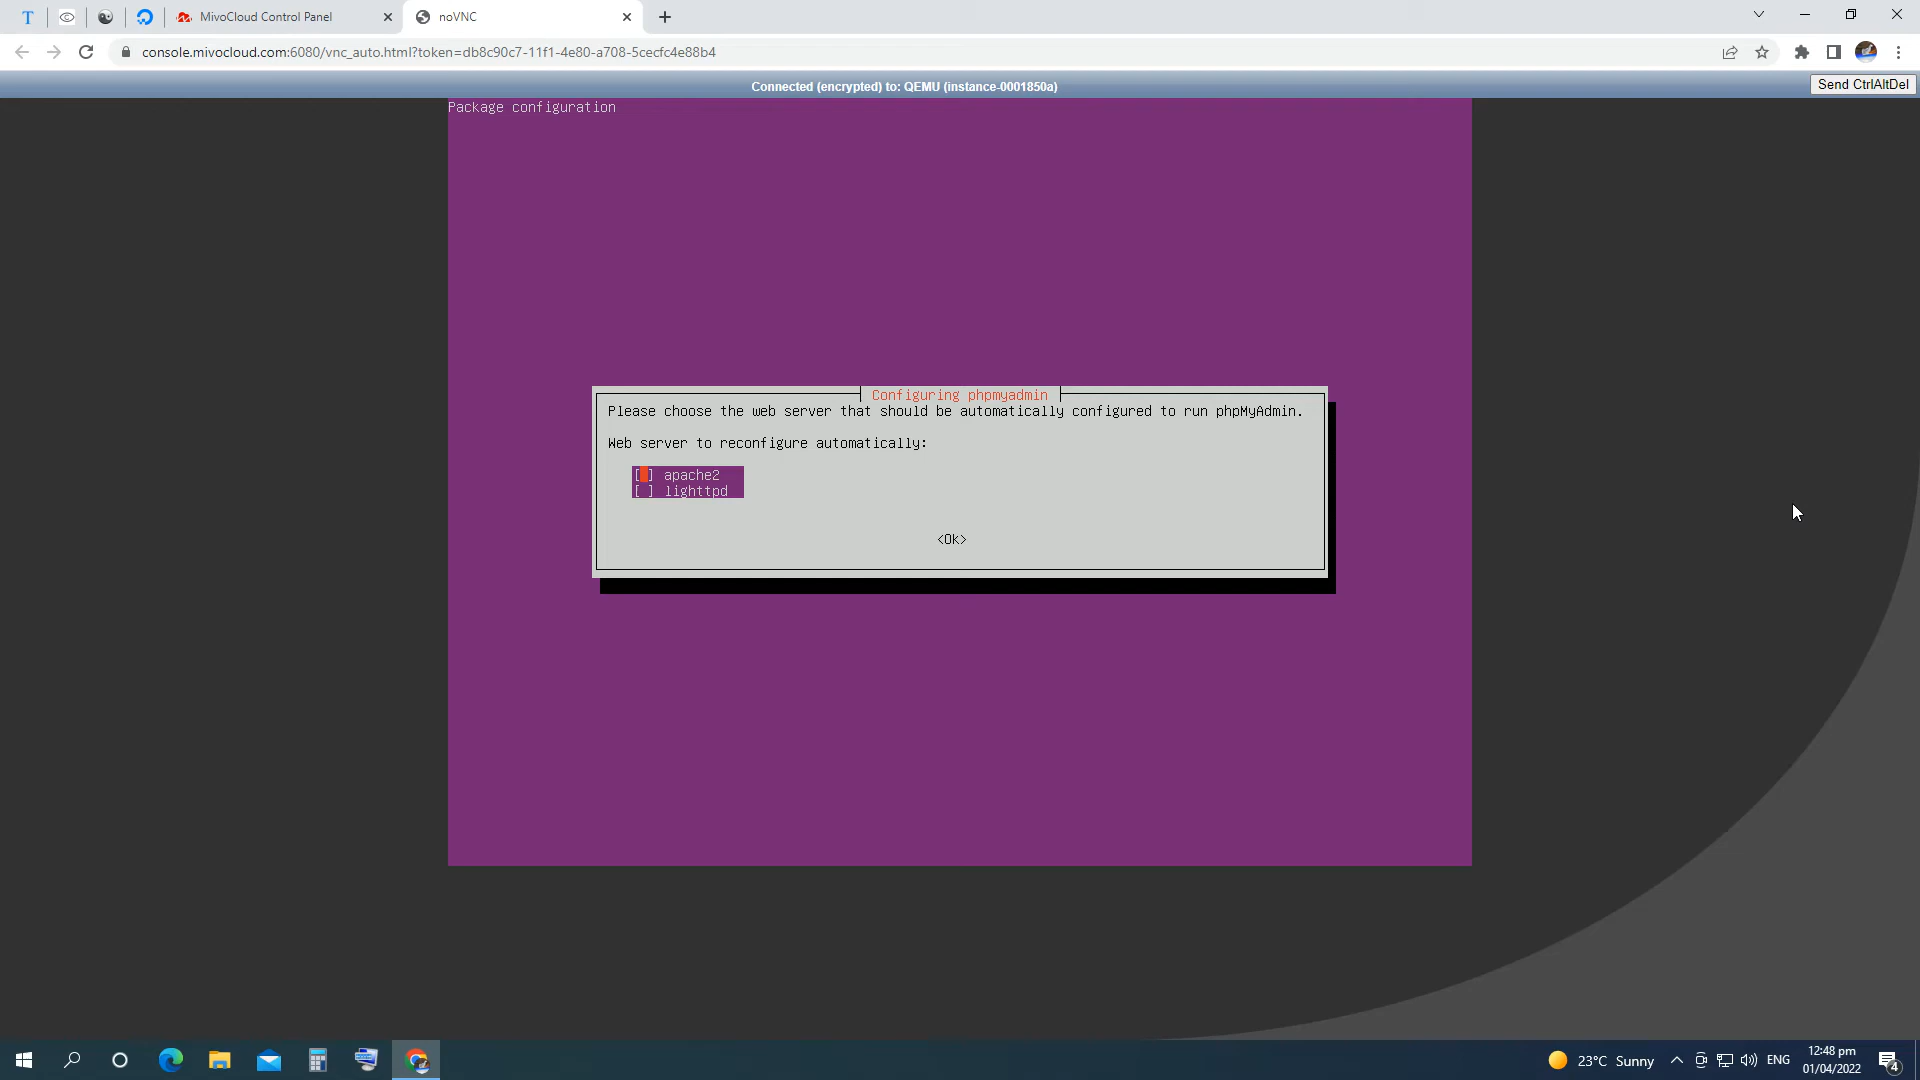 T
MivoCloud Control Panel
noVNC
console.mivocloud.com:6080/vnc_auto.html?token=db8c90c7-11f1-4e80-a708-5cecfc4e88b4
Connected (encrypted) to: QEMU (instance-0001850a)
Send CtrlAltDel
Package configuration
Configuring phpmyadmin
Please choose the web server that should be automatically configured to run phpMyAdmin.
Web server to reconfigure automatically:
[ ] apache2
[ ] lighttpd
<Ok>
23°C Sunny
ENG
12:48 pm
01/04/2022
4